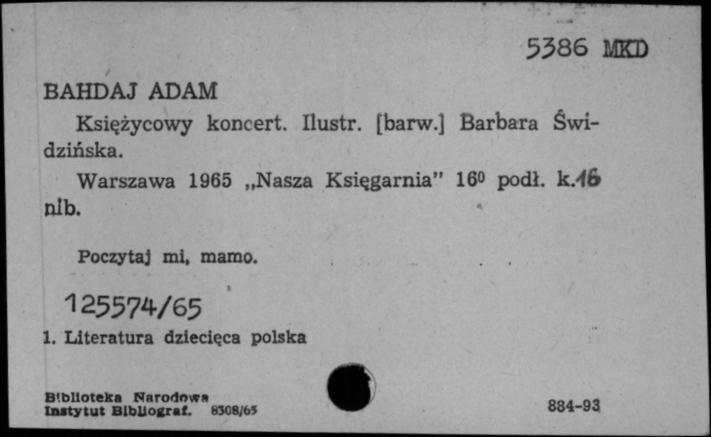 5386 MKD
BAHDAJ ADAM
Księżycowy koncert. Ilustr. [barw.] Barbara Świ-
dzińska.
Warszawa 1965 „Nasza Księgarnia” 16⁰ podł. k.
nlb.
Poczytaj mi, mamo.
125574/65
1. Literatura dziecięca polska
Biblioteka Narodowa
Instytut Bibliograf. 8308/65
884-93